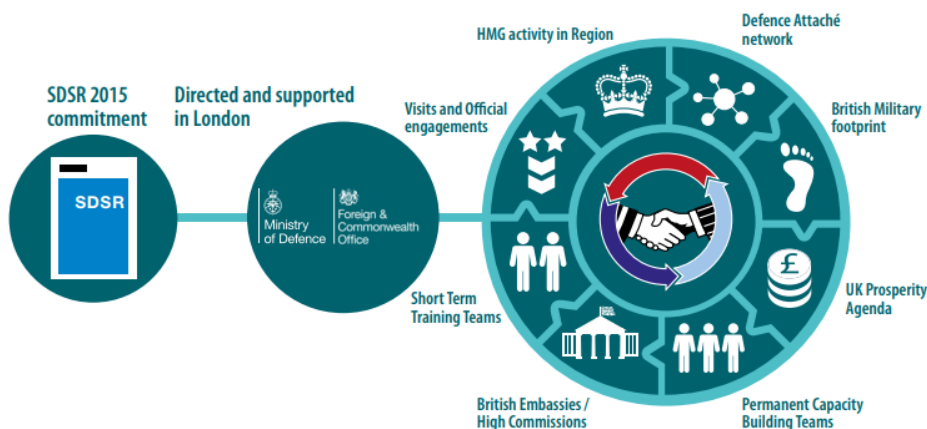 SDSR 2015
commitment
SDSR
Directed and supported
in London
Ministry
of Defence
Foreign &
Commonwealth
Office
HMG activity in Region
Defence Attaché
network
British Military
footprint
£
UK Prosperity
Agenda
Permanent Capacity
Building Teams
British Embassies /
High Commissions
Short Term
Training Teams
Visits and Official
engagements